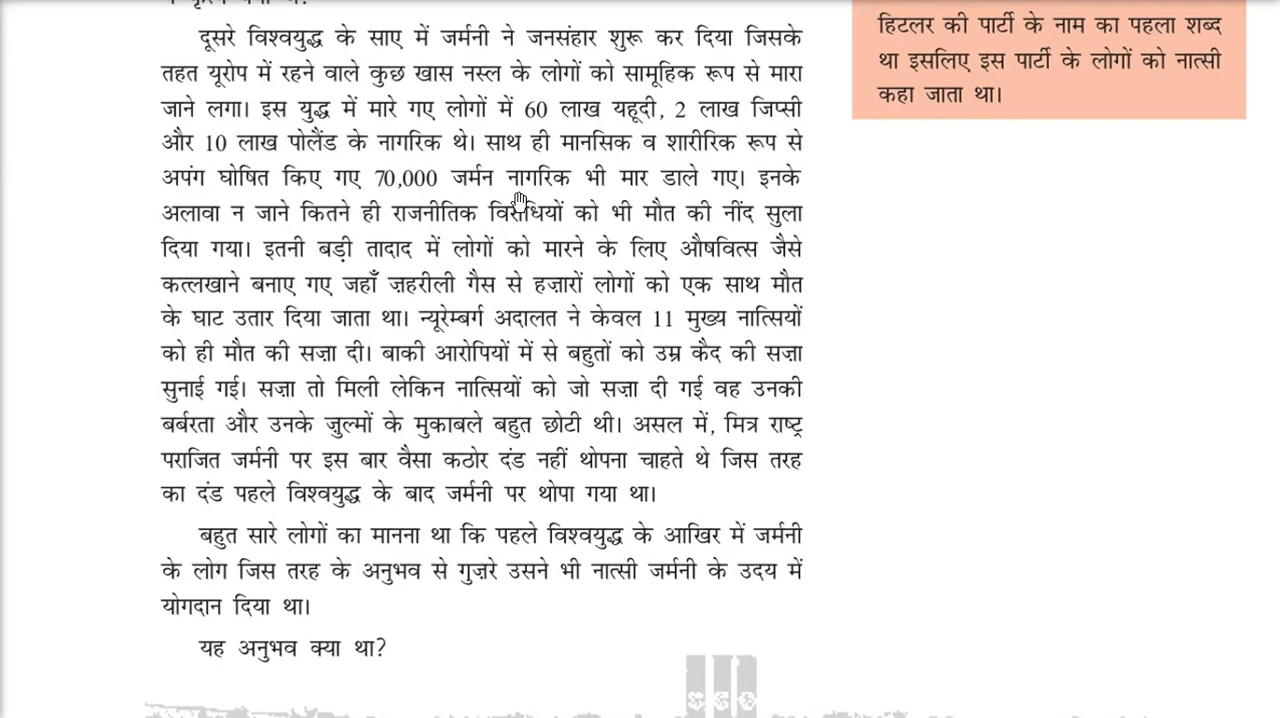 दूसरे विश्वयुद्ध के साए में जर्मनी ने जनसंहार शुरू कर दिया जिसके
तहत यूरोप में रहने वाले कुछ खास नस्ल के लोगों को सामूहिक रूप से मारा
जाने लगा। इस युद्ध में मारे गए लोगों में 60 लाख यहूदी, 2 लाख जिप्सी
और 10 लाख पोलैंड के नागरिक थे। साथ ही मानसिक व शारीरिक रूप से
अपंग घोषित किए गए 70,000 जर्मन नागरिक भी मार डाले गए। इनके
अलावा न जाने कितने ही राजनीतिक विरोधियों को भी मौत की नींद सुला
दिया गया। इतनी बड़ी तादाद में लोगों को मारने के लिए औषवित्स जैसे
कत्लखाने बनाए गए जहाँ ज़हरीली गैस से हज़ारों लोगों को एक साथ मौत
के घाट उतार दिया जाता था। न्यूरेम्बर्ग अदालत ने केवल 11 मुख्य नात्सियों
को ही मौत की सज़ा दी। बाकी आरोपियों में से बहुतों को उम्र कैद की सज़ा
सुनाई गई। सज़ा तो मिली लेकिन नात्सियों को जो सज़ा दी गई वह उनकी
बर्बरता और उनके ज़ुल्मों के मुकाबले बहुत छोटी थी। असल में, मित्र राष्ट्र
पराजित जर्मनी पर इस बार वैसा कठोर दंड नहीं थोपना चाहते थे जिस तरह
का दंड पहले विश्वयुद्ध के बाद जर्मनी पर थोपा गया था।
बहुत सारे लोगों का मानना था कि पहले विश्वयुद्ध के आखिर में जर्मनी
के लोग जिस तरह के अनुभव से गुज़रे उसने भी नात्सी जर्मनी के उदय में
योगदान दिया था।
यह अनुभव क्या था?
हिटलर की पार्टी के नाम का पहला शब्द
था इसलिए इस पार्टी के लोगों को नात्सी
कहा जाता था।